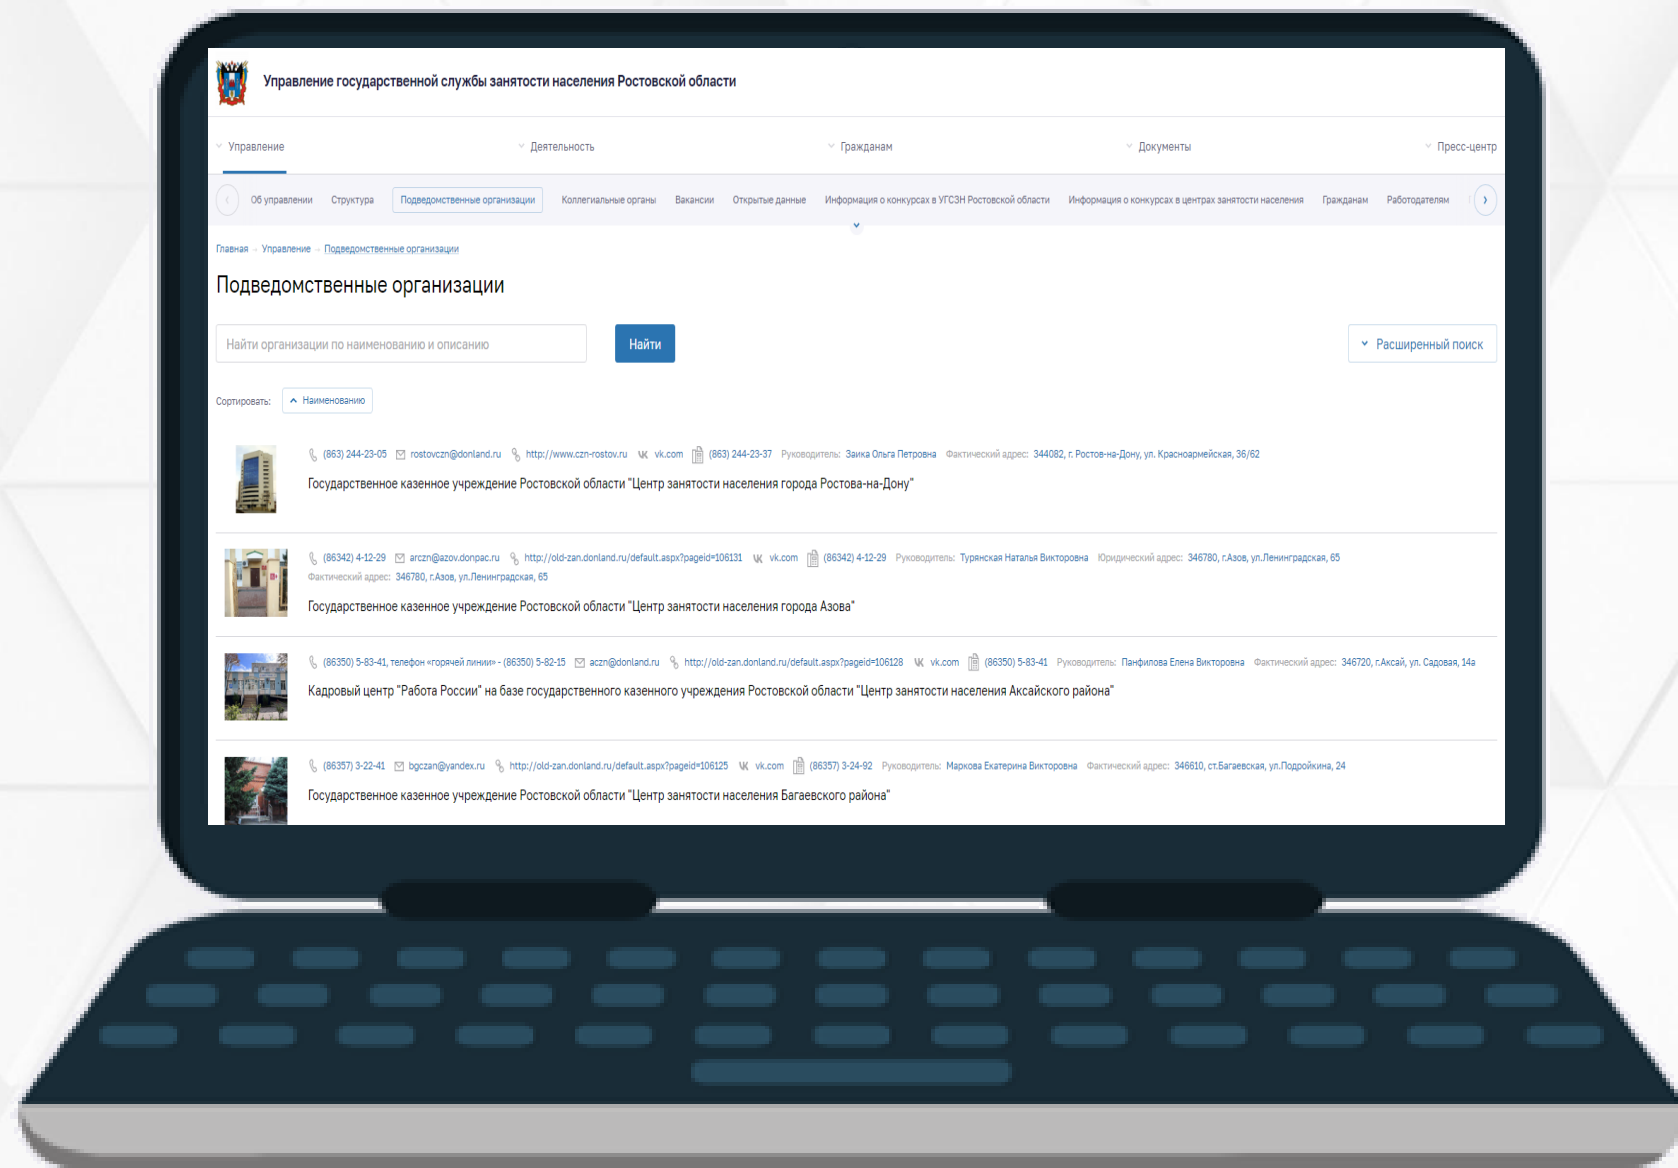 Управление государственной службы занятости населения Ростовской области
Управление Деятельность Гражданам Документы Пресс-центр
Об управлении Структура Подведомственные организации Коллегиальные органы Вакансии Открытые данные Информация о конкурсах в УГСЗН Ростовской области Информация о конкурсах в центрах занятости населения Гражданам Работодателям
Главная - Управление - Подведомственные организации
Подведомственные организации
Найти организации по наименованию и описанию Найти Расширенный поиск
Сортировать: Наименованию
(863) 244-23-05 rostovczn@donland.ru http://www.czn-rostov.ru vk.com (863) 244-23-37 Руководитель: Заика Ольга Петровна Фактический адрес: 344082, г. Ростов-на-Дону, ул. Красноармейская, 36/62
Государственное казенное учреждение Ростовской области "Центр занятости населения города Ростова-на-Дону"
(86342) 4-12-29 arczn@azov.donpac.ru http://old-zan.donland.ru/default.aspx?pageid=106131 vk.com (86342) 4-12-29 Руководитель: Турянская Наталья Викторовна Юридический адрес: 346780, г.Азов, ул.Ленинградская, 65
Фактический адрес: 346780, г.Азов, ул.Ленинградская, 65
Государственное казенное учреждение Ростовской области "Центр занятости населения города Азова"
(86350) 5-83-41, телефон «горячей линии» - (86350) 5-82-15 aczn@donland.ru http://old-zan.donland.ru/default.aspx?pageid=106128 vk.com (86350) 5-83-41 Руководитель: Панфилова Елена Викторовна Фактический адрес: 346720, г.Аксай, ул. Садовая, 14а
Кадровый центр "Работа России" на базе государственного казенного учреждения Ростовской области "Центр занятости населения Аксайского района"
(86357) 3-22-41 bgczan@yandex.ru http://old-zan.donland.ru/default.aspx?pageid=106125 vk.com (86357) 3-24-92 Руководитель: Маркова Екатерина Викторовна Фактический адрес: 346610, ст.Багаевская, ул.Подройкина, 24
Государственное казенное учреждение Ростовской области "Центр занятости населения Багаевского района"